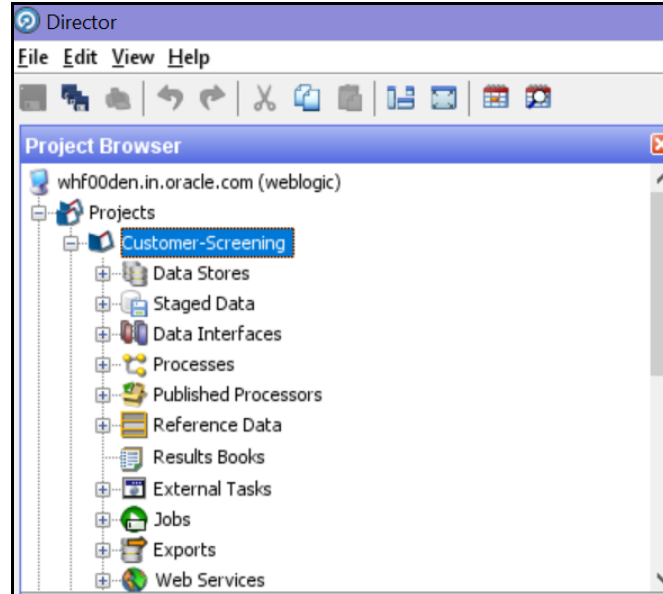 Director
File Edit View Help
Project Browser
whf00den.in.oracle.com (weblogic)
Projects
Customer-Screening
Data Stores
Staged Data
Data Interfaces
Processes
Published Processors
Reference Data
Results Books
External Tasks
Jobs
Exports
Web Services